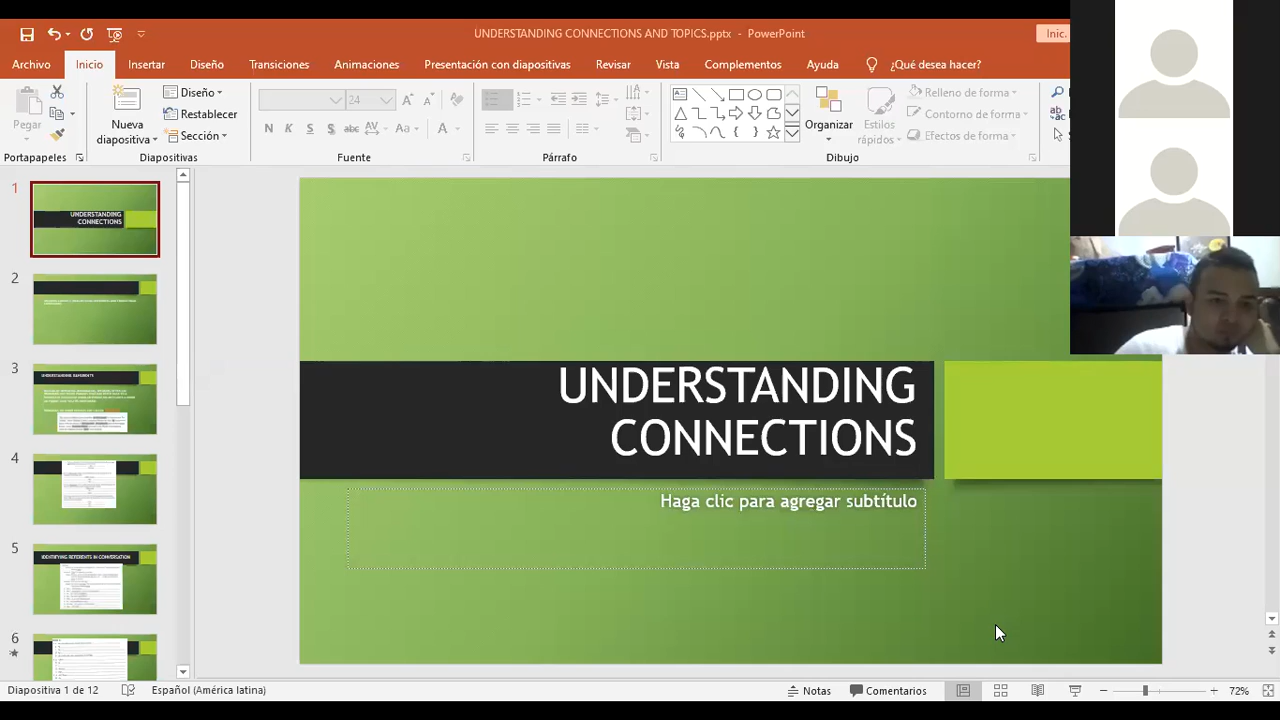 UNDERSTANDING CONNECTIONS AND TOPICS.pptx - PowerPoint
Inic.
Archivo
Inicio
Insertar
Diseño
Transiciones
Animaciones
Presentación con diapositivas
Revisar
Vista
Complementos
Ayuda
¿Qué desea hacer?
Pegar
Nueva
diapositiva
Diseño
Restablecer
Sección
24
N K S abc AV Aa A
Organizar
Estilos
rápidos
Relleno de forma
Contorno de forma
Efectos de forma
Portapapeles
Diapositivas
Fuente
Párrafo
Dibujo
1
UNDERSTANDING
CONNECTIONS
2
3
4
5
IDENTIFYING REFERENTS IN CONVERSATION
6
UNDERSTANDING
CONNECTIONS
Haga clic para agregar subtítulo
Diapositiva 1 de 12
Español (América latina)
Notas
Comentarios
72%